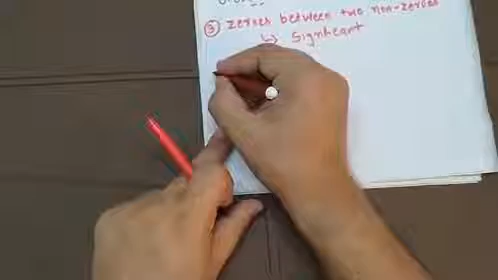 ③ zeroes between two non-zeroes
↳ Significant